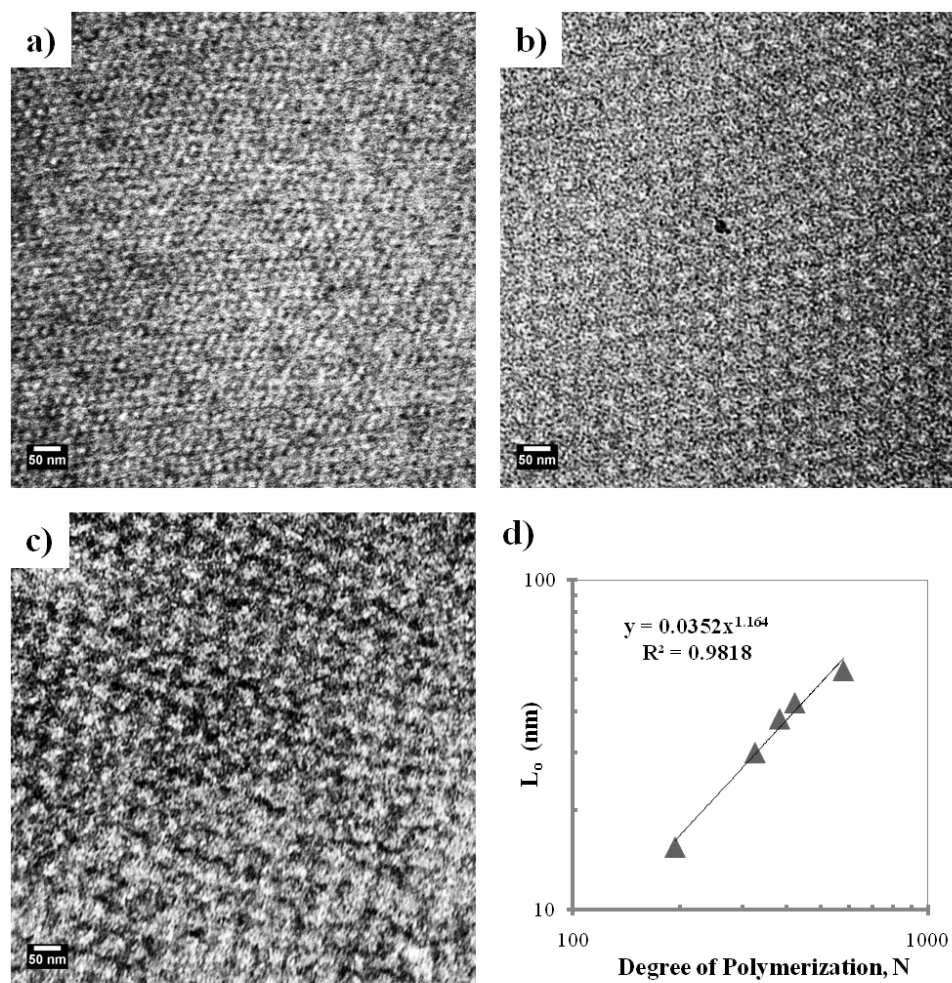 a)
50 nm
b)
50 nm
c)
50 nm
d)
100
y = 0.0352x^1.164
R² = 0.9818
L₀ (nm)
10
100
1000
Degree of Polymerization, N